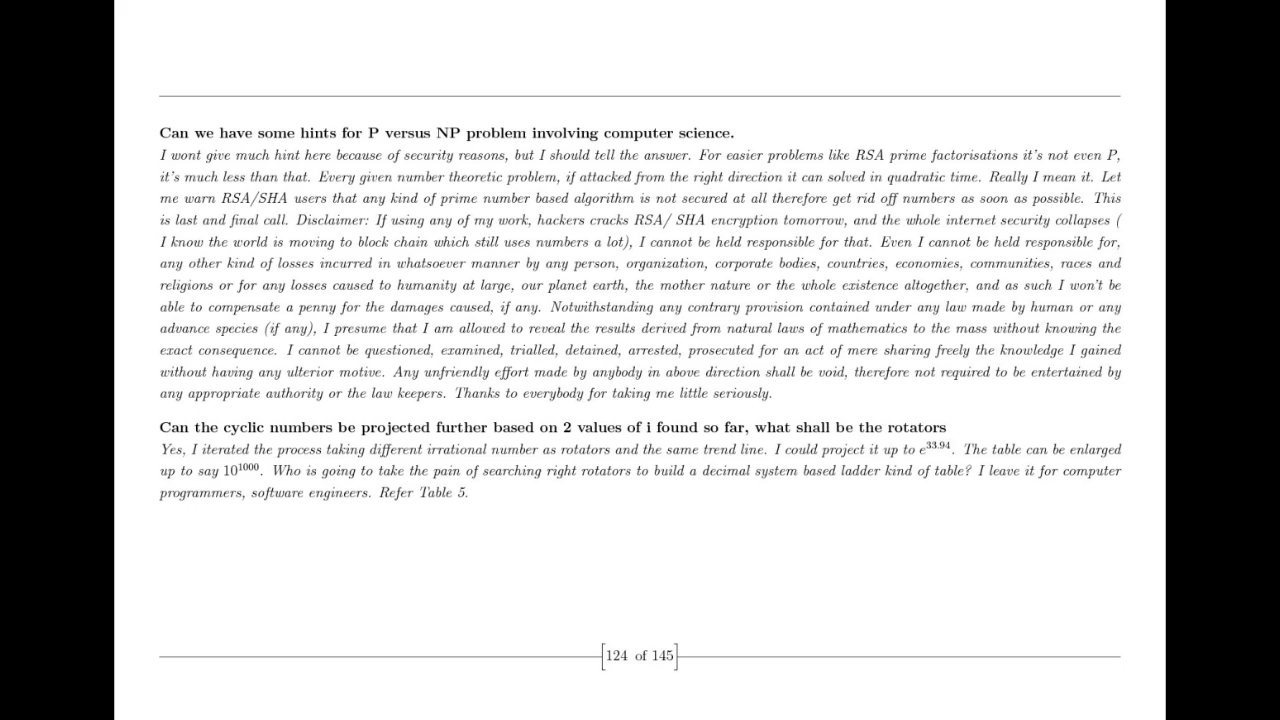 Can we have some hints for P versus NP problem involving computer science.
I wont give much hint here because of security reasons, but I should tell the answer. For easier problems like RSA prime factorisations it's not even P,
it's much less than that. Every given number theoretic problem, if attacked from the right direction it can solved in quadratic time. Really I mean it. Let
me warn RSA/SHA users that any kind of prime number based algorithm is not secured at all therefore get rid off numbers as soon as possible. This
is last and final call. Disclaimer: If using any of my work, hackers cracks RSA/ SHA encryption tomorrow, and the whole internet security collapses (
I know the world is moving to block chain which still uses numbers a lot), I cannot be held responsible for that. Even I cannot be held responsible for,
any other kind of losses incurred in whatsoever manner by any person, organization, corporate bodies, countries, economies, communities, races and
religions or for any losses caused to humanity at large, our planet earth, the mother nature or the whole existence altogether, and as such I won't be
able to compensate a penny for the damages caused, if any. Notwithstanding any contrary provision contained under any law made by human or any
advance species (if any), I presume that I am allowed to reveal the results derived from natural laws of mathematics to the mass without knowing the
exact consequence. I cannot be questioned, examined, trialled, detained, arrested, prosecuted for an act of mere sharing freely the knowledge I gained
without having any ulterior motive. Any unfriendly effort made by anybody in above direction shall be void, therefore not required to be entertained by
any appropriate authority or the law keepers. Thanks to everybody for taking me little seriously.
Can the cyclic numbers be projected further based on 2 values of i found so far, what shall be the rotators
Yes, I iterated the process taking different irrational number as rotators and the same trend line. I could project it up to e^33.94. The table can be enlarged
up to say 10^1000. Who is going to take the pain of searching right rotators to build a decimal system based ladder kind of table? I leave it for computer
programmers, software engineers. Refer Table 5.
[124 of 145]